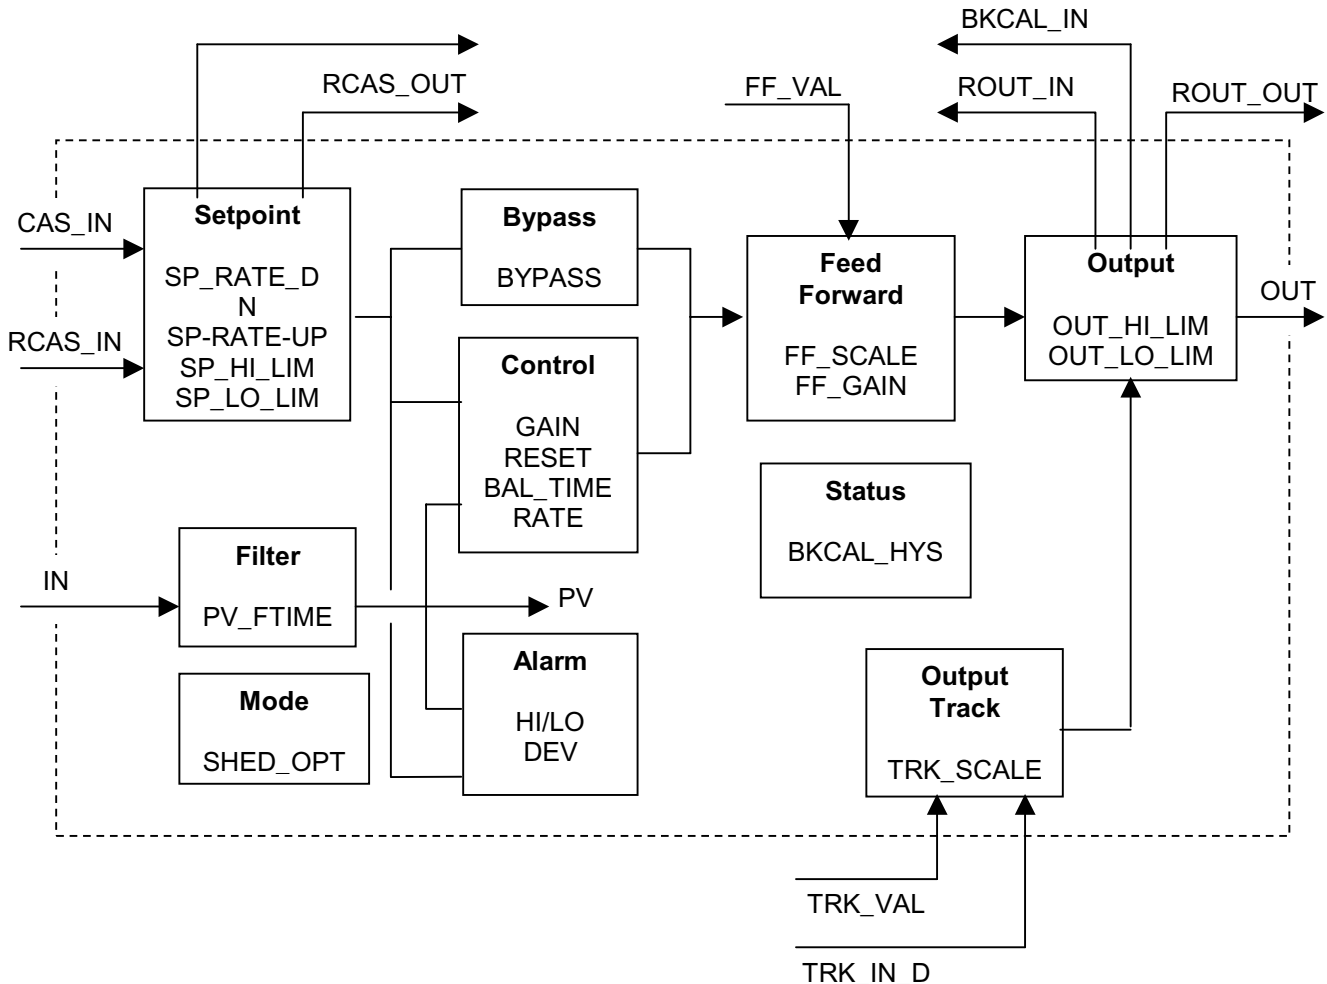 BKCAL_IN
RCAS_OUT
FF_VAL
ROUT_IN
ROUT_OUT
CAS_IN
RCAS_IN
Setpoint
SP_RATE_D
N
SP-RATE-UP
SP_HI_LIM
SP_LO_LIM
Bypass
BYPASS
Control
GAIN
RESET
BAL_TIME
RATE
Feed
Forward
FF_SCALE
FF_GAIN
Output
OUT_HI_LIM
OUT_LO_LIM
OUT
Status
BKCAL_HYS
IN
Filter
PV_FTIME
PV
Mode
SHED_OPT
Alarm
HI/LO
DEV
Output
Track
TRK_SCALE
TRK_VAL
TRK_IN_D